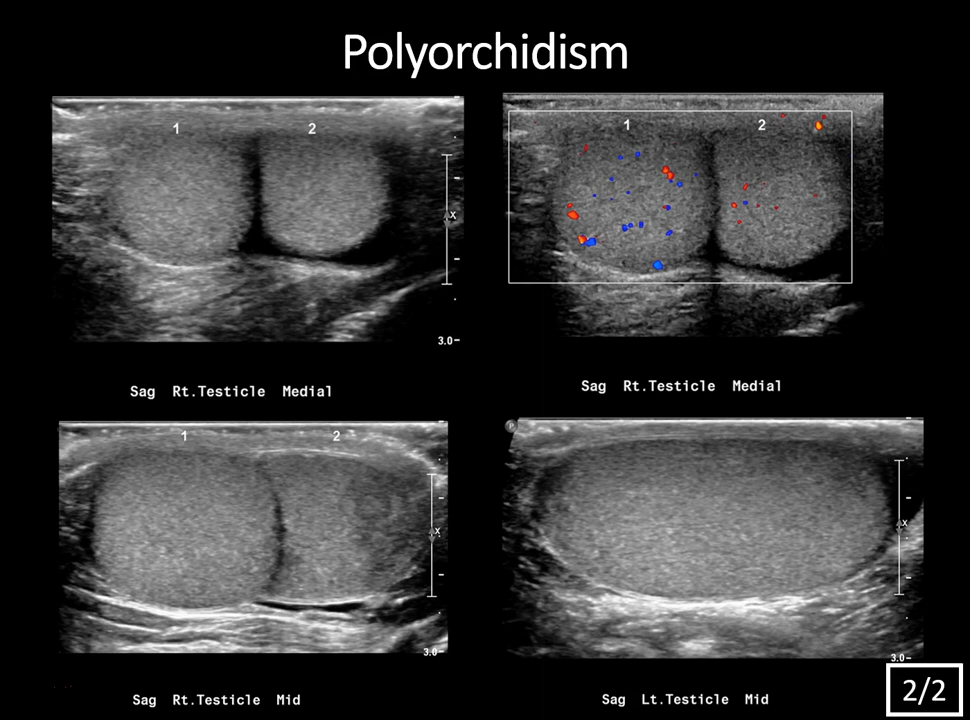 Polyorchidism
1 2
X
3.0-
Sag Rt.Testicle Medial
1 2
Sag Rt.Testicle Medial
1 2
X
3.0-
Sag Rt.Testicle Mid
P
X
3.0-
Sag Lt.Testicle Mid
2/2